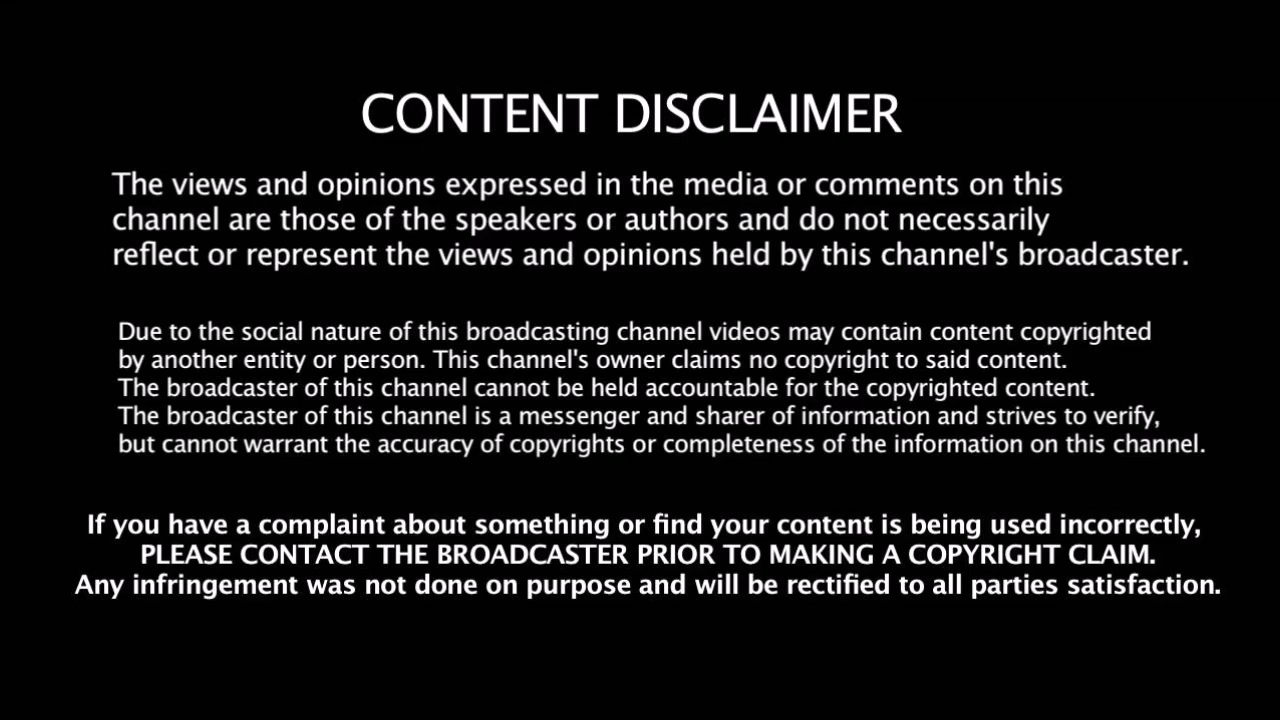 CONTENT DISCLAIMER
The views and opinions expressed in the media or comments on this
channel are those of the speakers or authors and do not necessarily
reflect or represent the views and opinions held by this channel's broadcaster.
Due to the social nature of this broadcasting channel videos may contain content copyrighted
by another entity or person. This channel's owner claims no copyright to said content.
The broadcaster of this channel cannot be held accountable for the copyrighted content.
The broadcaster of this channel is a messenger and sharer of information and strives to verify,
but cannot warrant the accuracy of copyrights or completeness of the information on this channel.
If you have a complaint about something or find your content is being used incorrectly,
PLEASE CONTACT THE BROADCASTER PRIOR TO MAKING A COPYRIGHT CLAIM.
Any infringement was not done on purpose and will be rectified to all parties satisfaction.